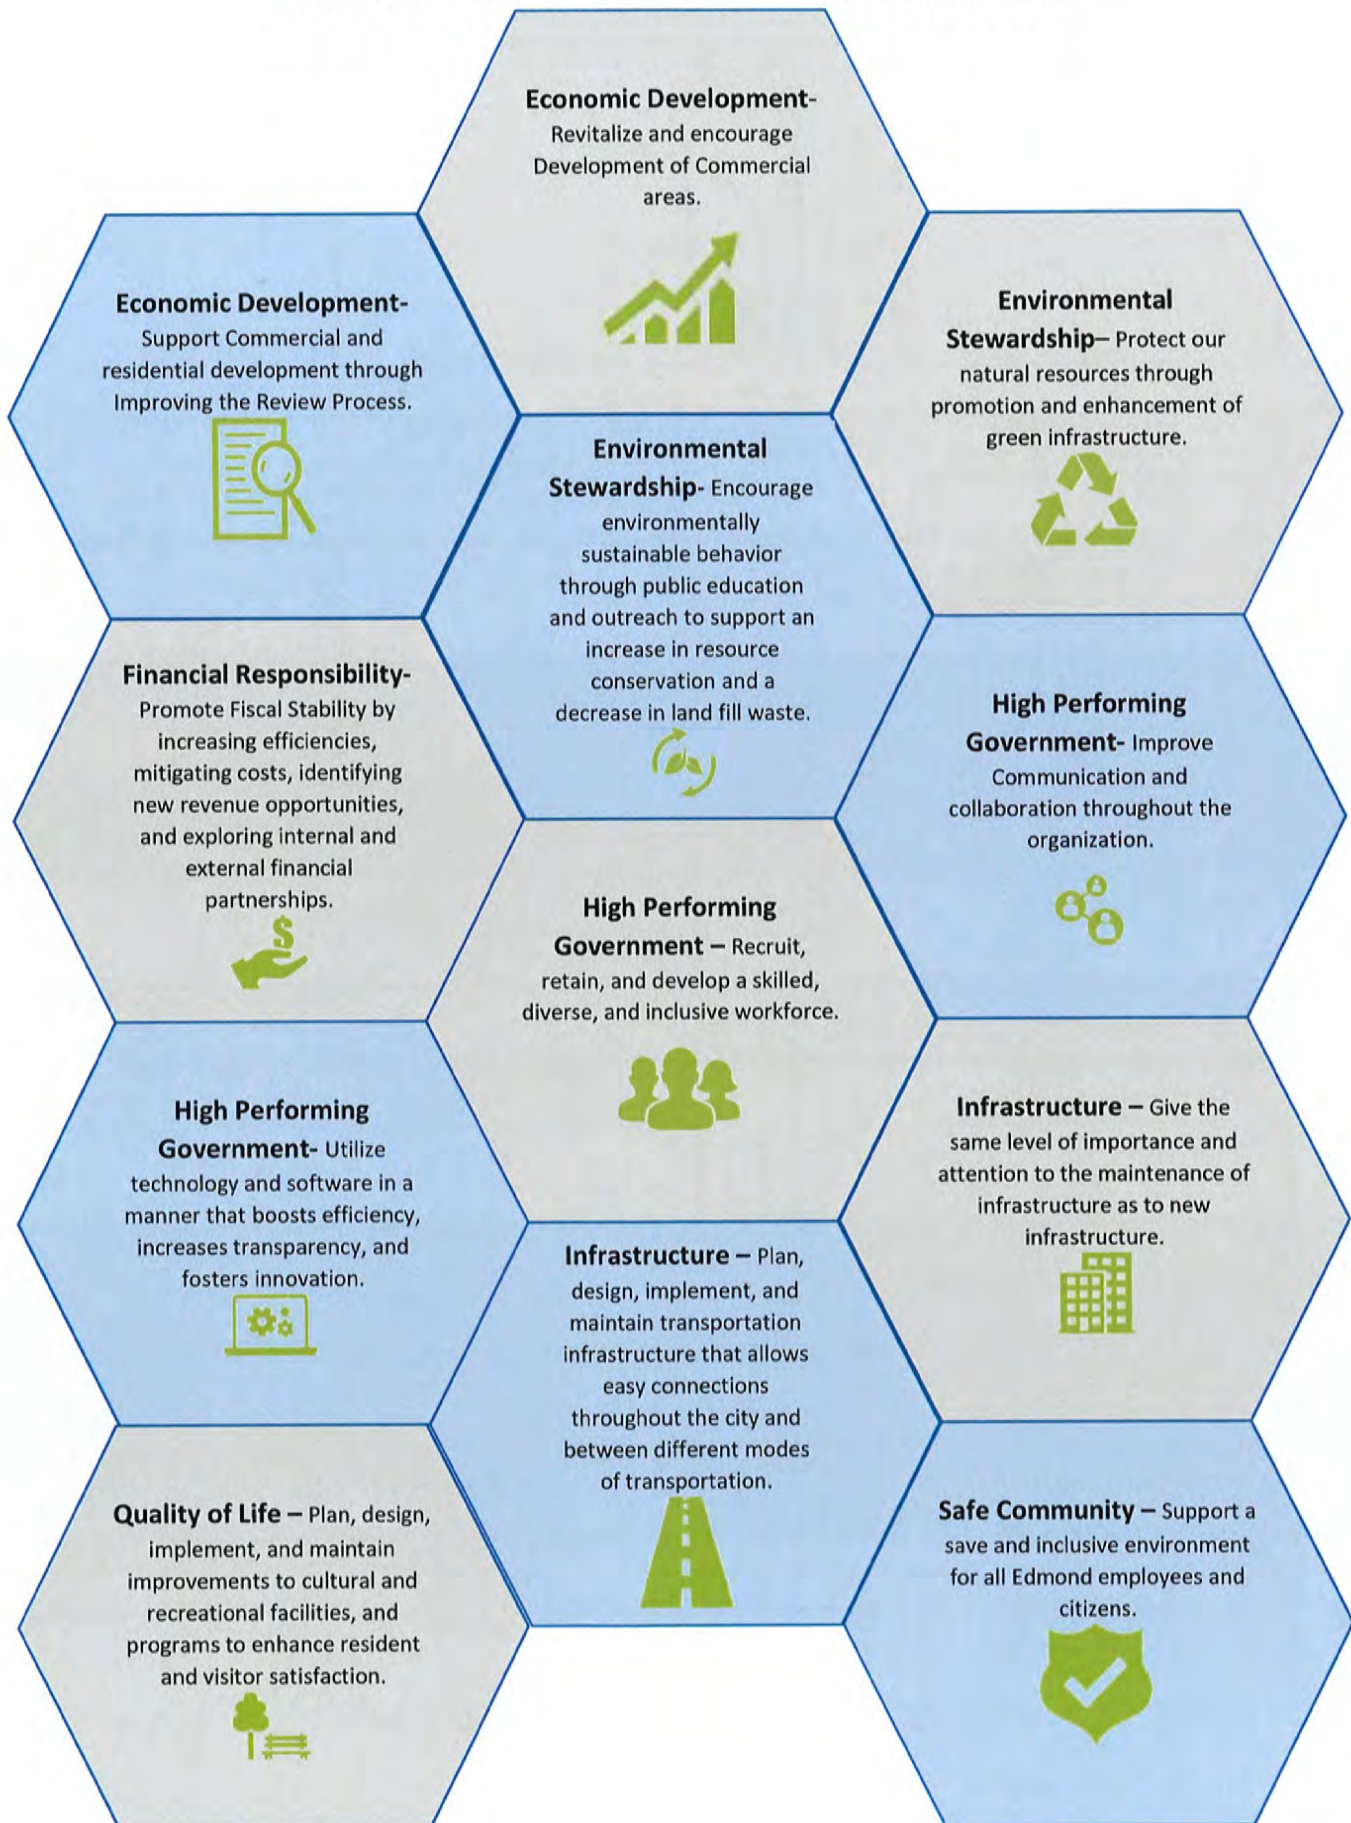 Economic Development-
Revitalize and encourage
Development of Commercial
areas.
Economic Development-
Support Commercial and
residential development through
Improving the Review Process.
Environmental
Stewardship– Protect our
natural resources through
promotion and enhancement of
green infrastructure.
Environmental
Stewardship- Encourage
environmentally
sustainable behavior
through public education
and outreach to support an
increase in resource
conservation and a
decrease in land fill waste.
Financial Responsibility-
Promote Fiscal Stability by
increasing efficiencies,
mitigating costs, identifying
new revenue opportunities,
and exploring internal and
external financial
partnerships.
$
High Performing
Government- Improve
Communication and
collaboration throughout the
organization.
High Performing
Government – Recruit,
retain, and develop a skilled,
diverse, and inclusive workforce.
High Performing
Government- Utilize
technology and software in a
manner that boosts efficiency,
increases transparency, and
fosters innovation.
Infrastructure – Give the
same level of importance and
attention to the maintenance of
infrastructure as to new
infrastructure.
Infrastructure – Plan,
design, implement, and
maintain transportation
infrastructure that allows
easy connections
throughout the city and
between different modes
of transportation.
Quality of Life – Plan, design,
implement, and maintain
improvements to cultural and
recreational facilities, and
programs to enhance resident
and visitor satisfaction.
Safe Community – Support a
save and inclusive environment
for all Edmond employees and
citizens.